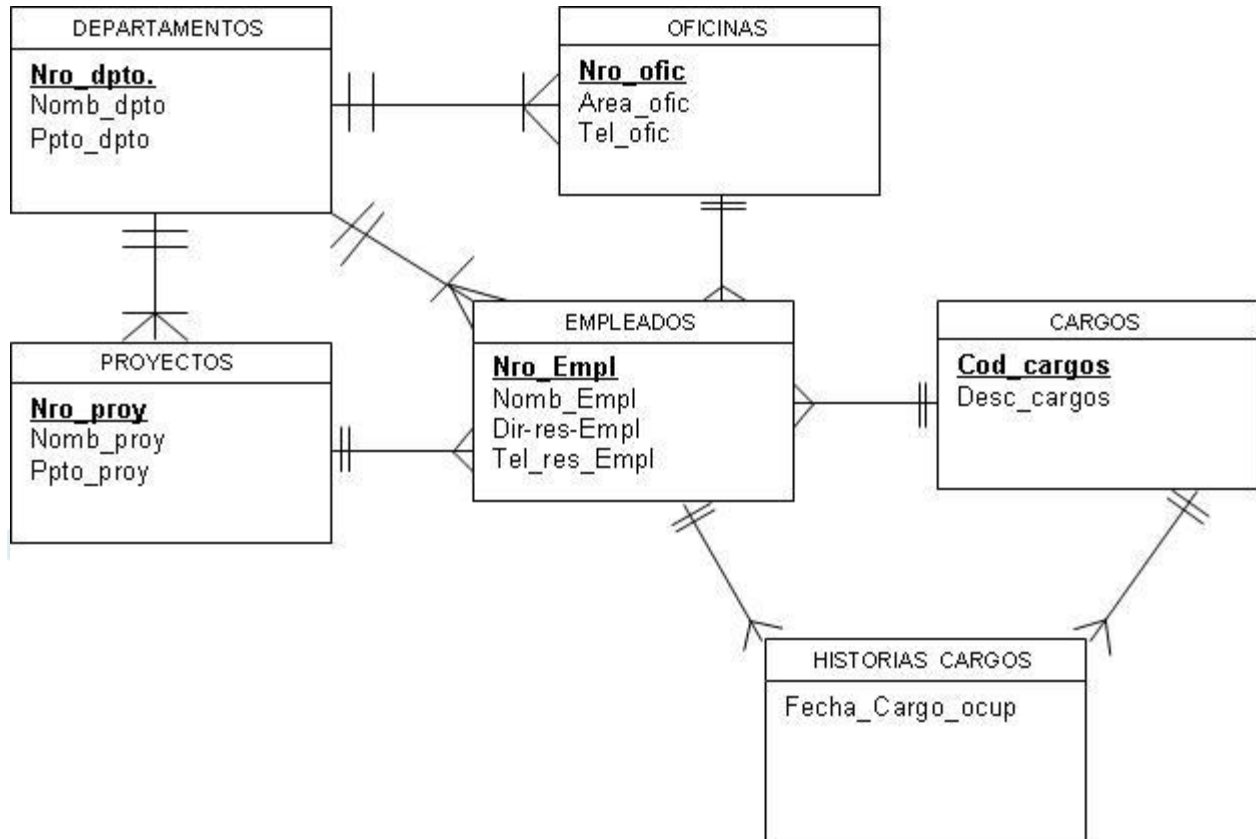 DEPARTAMENTOS
Nro_dpto.
Nomb_dpto
Ppto_dpto
OFICINAS
Nro_ofic
Area_ofic
Tel_ofic
PROYECTOS
Nro_proy
Nomb_proy
Ppto_proy
EMPLEADOS
Nro_Empl
Nomb_Empl
Dir-res-Empl
Tel_res_Empl
CARGOS
Cod_cargos
Desc_cargos
HISTORIAS CARGOS
Fecha_Cargo_ocup